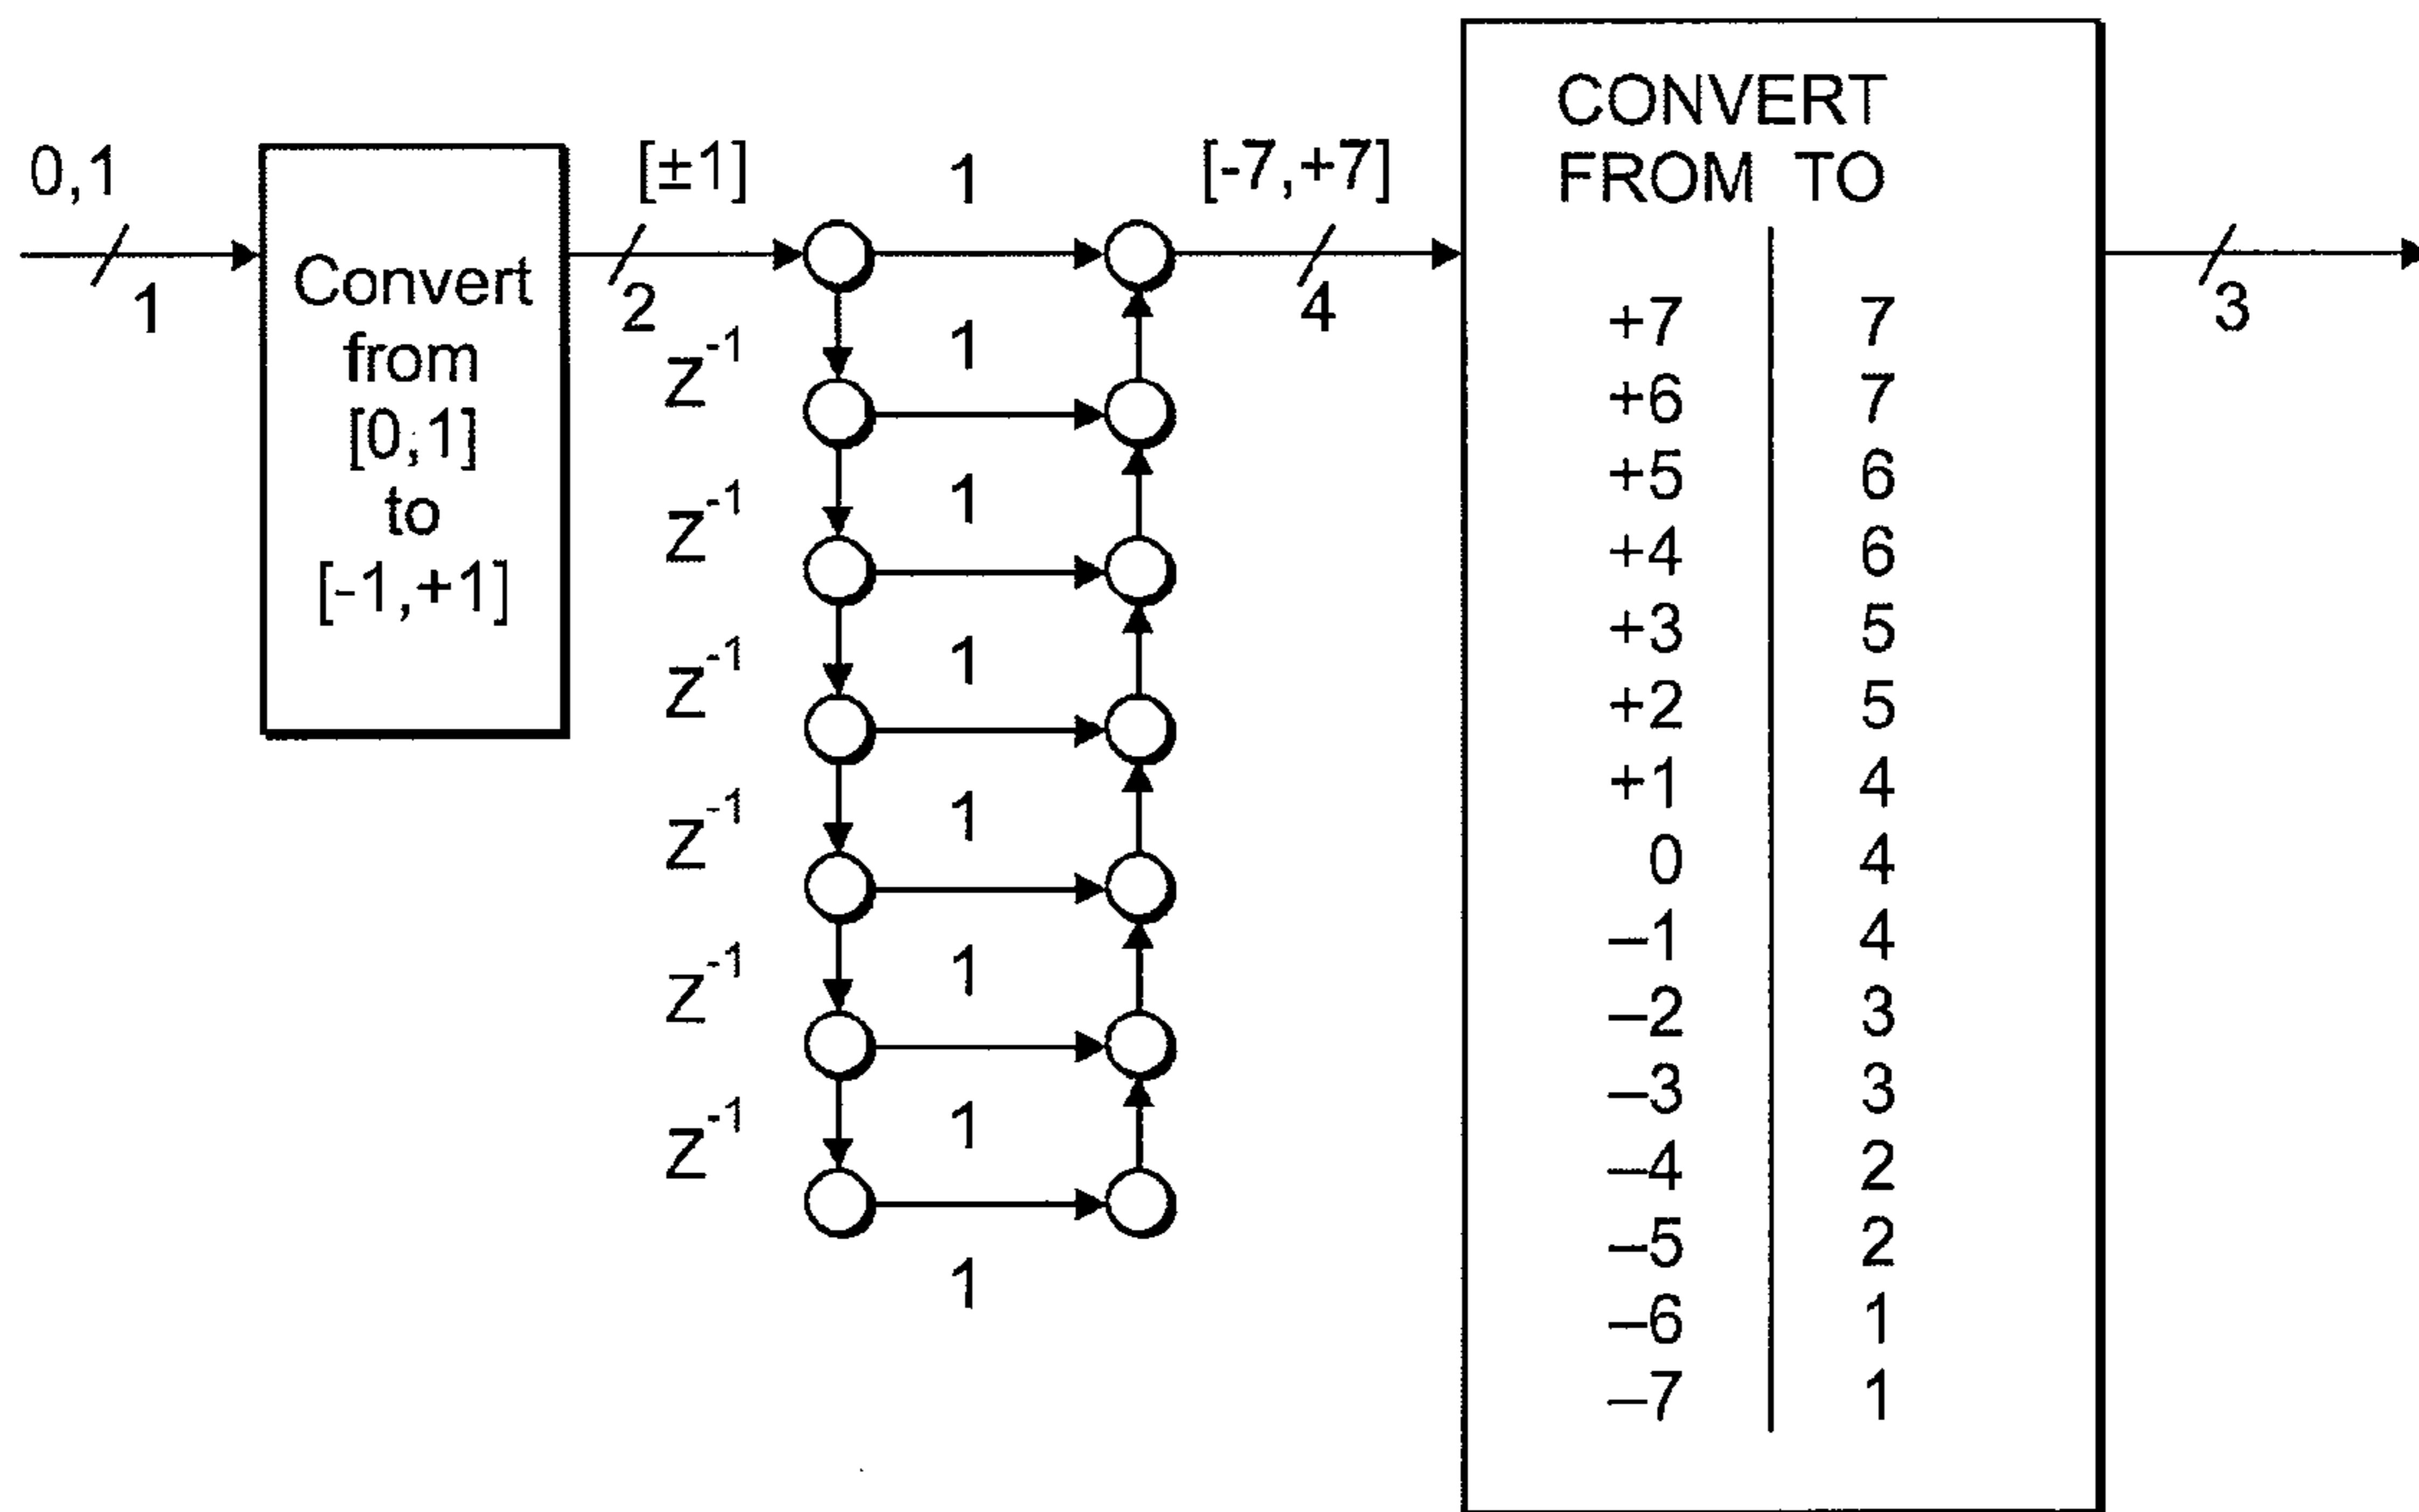 0,1
1
Convert
from
[0,1]
to
[-1,+1]
[±1]
2
1
Z-1
1
Z-1
1
Z-1
1
Z-1
1
Z-1
1
Z-1
1
1
[-7,+7]
4
CONVERT
FROM TO
+7 7
+6 7
+5 6
+4 6
+3 5
+2 5
+1 4
0 4
–1 4
–2 3
–3 3
–4 2
–5 2
–6 1
–7 1
3